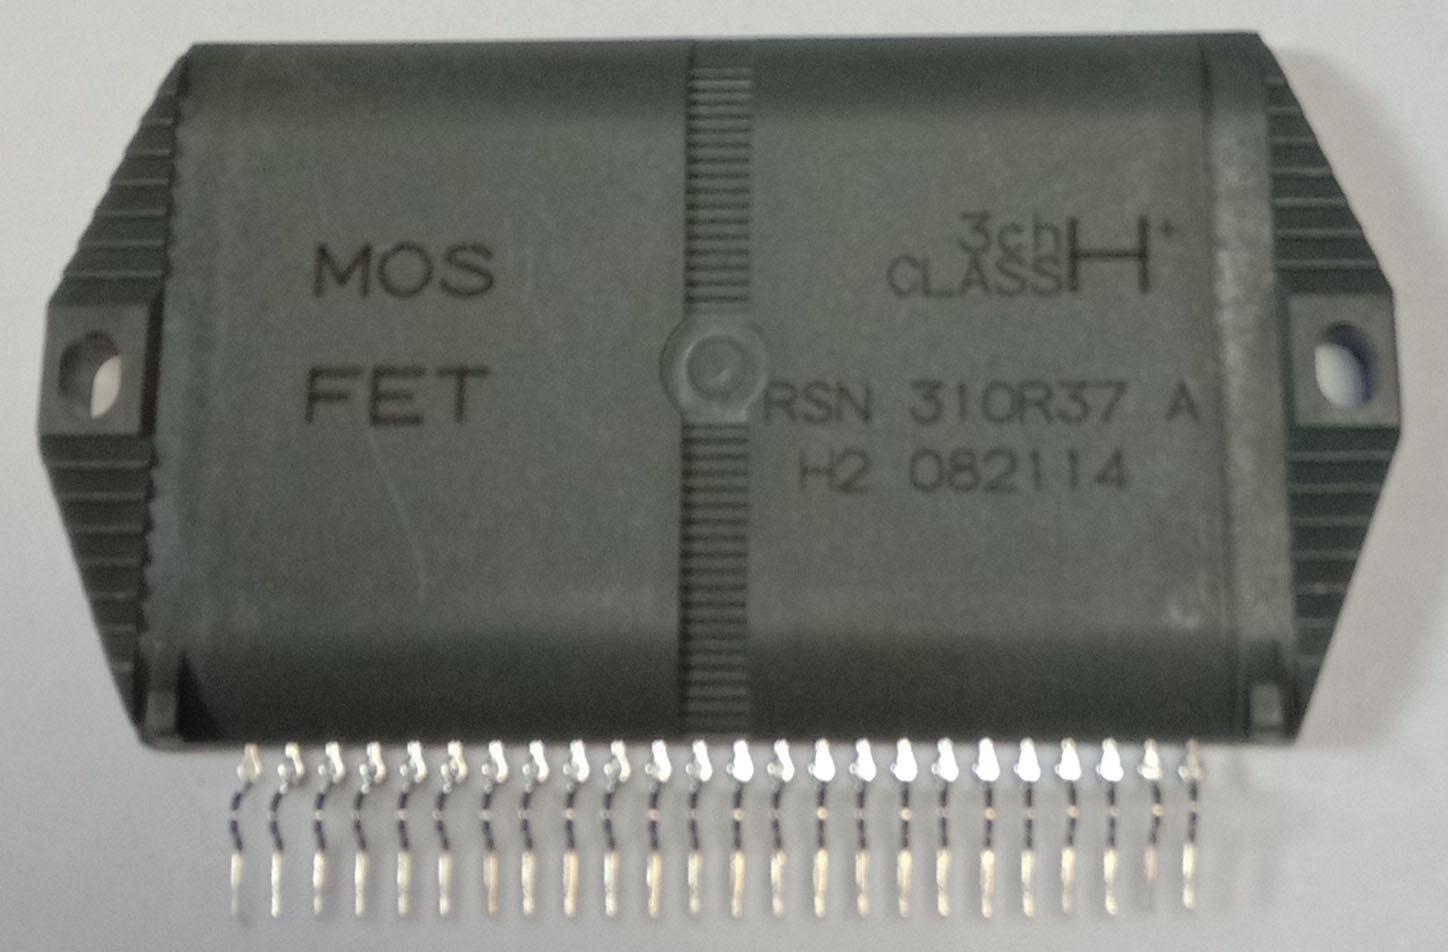 MOS
FET
3ch
CLASS H+
RSN 310R37 A
H2 082114